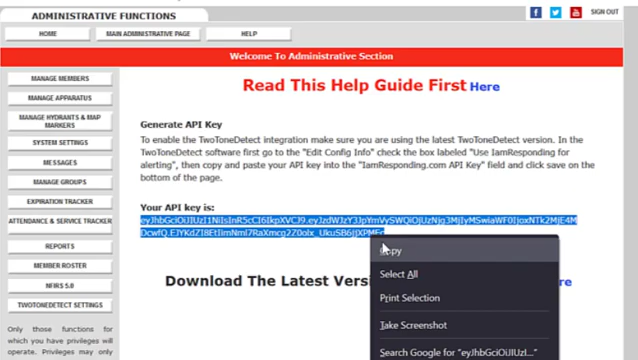 ADMINISTRATIVE FUNCTIONS
SIGN OUT
HOME
MAIN ADMINISTRATIVE PAGE
HELP
Welcome To Administrative Section
MANAGE MEMBERS
MANAGE APPARATUS
MANAGE HYDRANTS & MAP
MARKERS
SYSTEM SETTINGS
MESSAGES
MANAGE GROUPS
EXPIRATION TRACKER
ATTENDANCE & SERVICE TRACKER
REPORTS
MEMBER ROSTER
NFIRS 5.0
TWOTONEDETECT SETTINGS
Only those functions for
which you have privileges will
operate. Privileges may only
Read This Help Guide First Here
Generate API Key
To enable the TwoToneDetect integration make sure you are using the latest TwoToneDetect version. In the
TwoToneDetect software first go to the "Edit Config Info" check the box labeled "Use IamResponding for
alerting", then copy and paste your API key into the "IamResponding.com API Key" field and click save on the
bottom of the page.
Your API key is:
Download The Latest Versi
re
Copy
Select All
Print Selection
Take Screenshot
Search Google for "eyJhbGciOiJIUzI..."